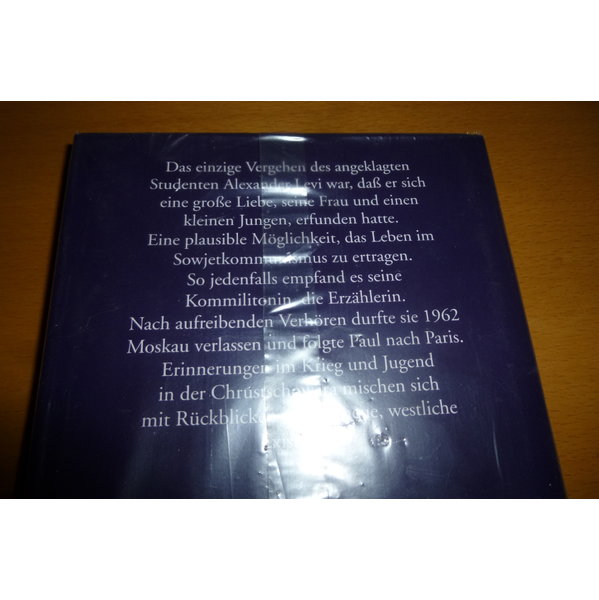 Das einzige Vergehen des angeklagten
Studenten Alexander Levi war, daß er sich
eine große Liebe, seine Frau und einen
kleinen Jungen, erfunden hatte.
Eine plausible Möglichkeit, das Leben im
Sowjetkommunismus zu ertragen.
So jedenfalls empfand es seine
Kommilitonin, die Erzählerin.
Nach aufreibenden Verhören durfte sie 1962
Moskau verlassen und folgte Paul nach Paris.
Erinnerungen im Krieg und Jugend
in der mischen sich
mit westliche